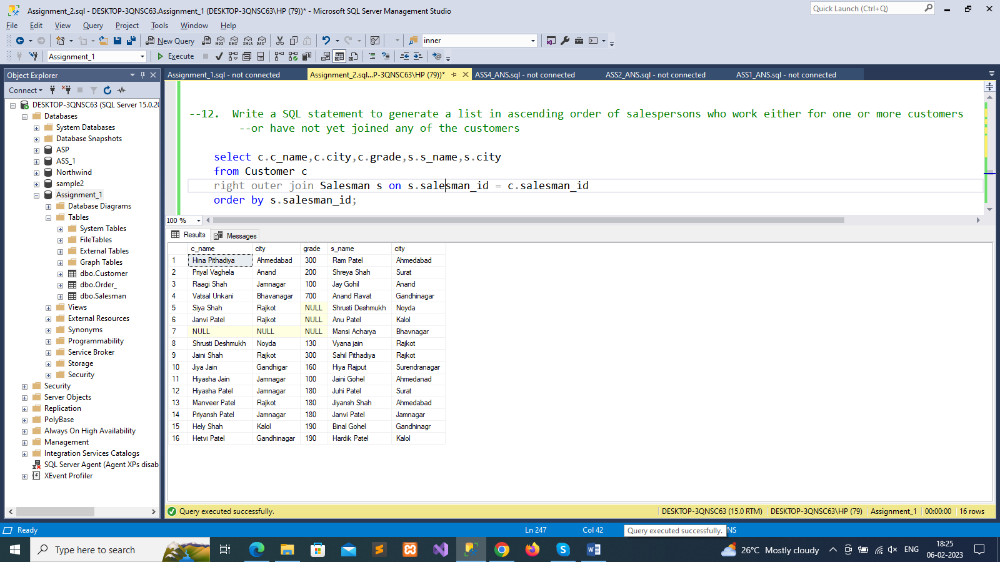 Assignment_2.sql - DESKTOP-3QNSC63.Assignment_1 (DESKTOP-3QNSC63\HP (79))* - Microsoft SQL Server Management Studio
Quick Launch (Ctrl+Q)
File Edit View Query Project Tools Window Help
New Query
inner
Assignment_1
Execute
Object Explorer
Connect
DESKTOP-3QNSC63 (SQL Server 15.0.20
Databases
System Databases
Database Snapshots
ASP
ASS_1
Northwind
sample2
Assignment_1
Database Diagrams
Tables
System Tables
FileTables
External Tables
Graph Tables
dbo.Customer
dbo.Order_
dbo.Salesman
Views
External Resources
Synonyms
Programmability
Service Broker
Storage
Security
Security
Server Objects
Replication
PolyBase
Always On High Availability
Management
Integration Services Catalogs
SQL Server Agent (Agent XPs disab
XEvent Profiler
Assignment_1.sql - not connected
Assignment_2.sql...P-3QNSC63\HP (79))*
ASS4_ANS.sql - not connected
ASS2_ANS.sql - not connected
ASS1_ANS.sql - not connected
--12. Write a SQL statement to generate a list in ascending order of salespersons who work either for one or more customers
--or have not yet joined any of the customers
select c.c_name,c.city,c.grade,s.s_name,s.city
from Customer c
right outer join Salesman s on s.salesman_id = c.salesman_id
order by s.salesman_id;
100 %
Results Messages
c_name city grade s_name city
1 Hina Pithadiya Ahmedabad 300 Ram Patel Ahmedabad
2 Priyal Vaghela Anand 200 Shreya Shah Surat
3 Raagi Shah Jamnagar 100 Jay Gohil Anand
4 Vatsal Unkani Bhavanagar 700 Anand Ravat Gandhinagar
5 Siya Shah Rajkot NULL Shrusti Deshmukh Noyda
6 Janvi Patel Rajkot NULL Anu Patel Kalol
7 NULL NULL NULL Mansi Acharya Bhavnagar
8 Shrusti Deshmukh Noyda 130 Vyana jain Rajkot
9 Jaini Shah Rajkot 300 Sahil Pithadiya Rajkot
10 Jiya Jain Gandhigar 160 Hiya Rajput Surendranagar
11 Hiyasha Jain Jamnagar 100 Jaini Gohel Ahmedanad
12 Hiyasha Patel Jamnagar 180 Juhi Patel Surat
13 Manveer Patel Rajkot 180 Jiyansh Shah Ahmedabad
14 Priyansh Patel Jamnagar 180 Janvi Patel Jamnagar
15 Hely Shah Kalol 190 Binal Gohel Gandhinagr
16 Hetvi Patel Gandhinagar 190 Hardik Patel Kalol
Query executed successfully.
DESKTOP-3QNSC63 (15.0 RTM) DESKTOP-3QNSC63\HP (79) Assignment_1 00:00:00 16 rows
Ready
Ln 247
Col 42
Query executed successfully.
NS
Type here to search
26°C Mostly cloudy
ENG
18:25
06-02-2023